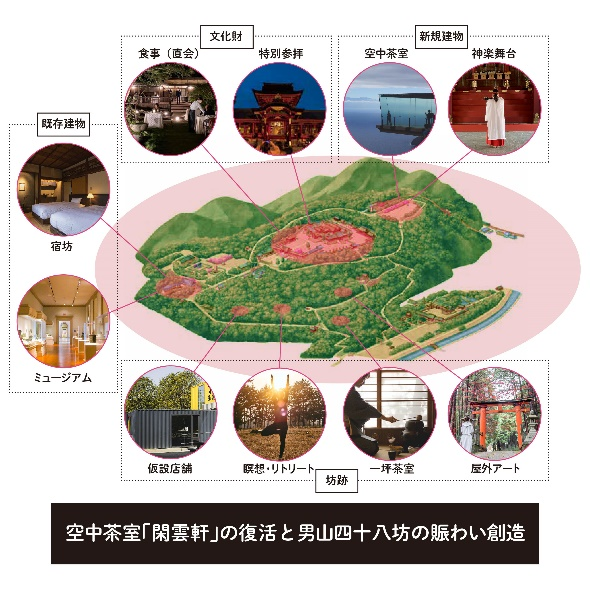 文化財
食事（直会）
特別参拝
新規建物
空中茶室
神楽舞台
既存建物
宿坊
ミュージアム
仮設店舗
瞑想・リトリート
一坪茶室
屋外アート
坊跡
空中茶室「閑雲軒」の復活と男山四十八坊の賑わい創造